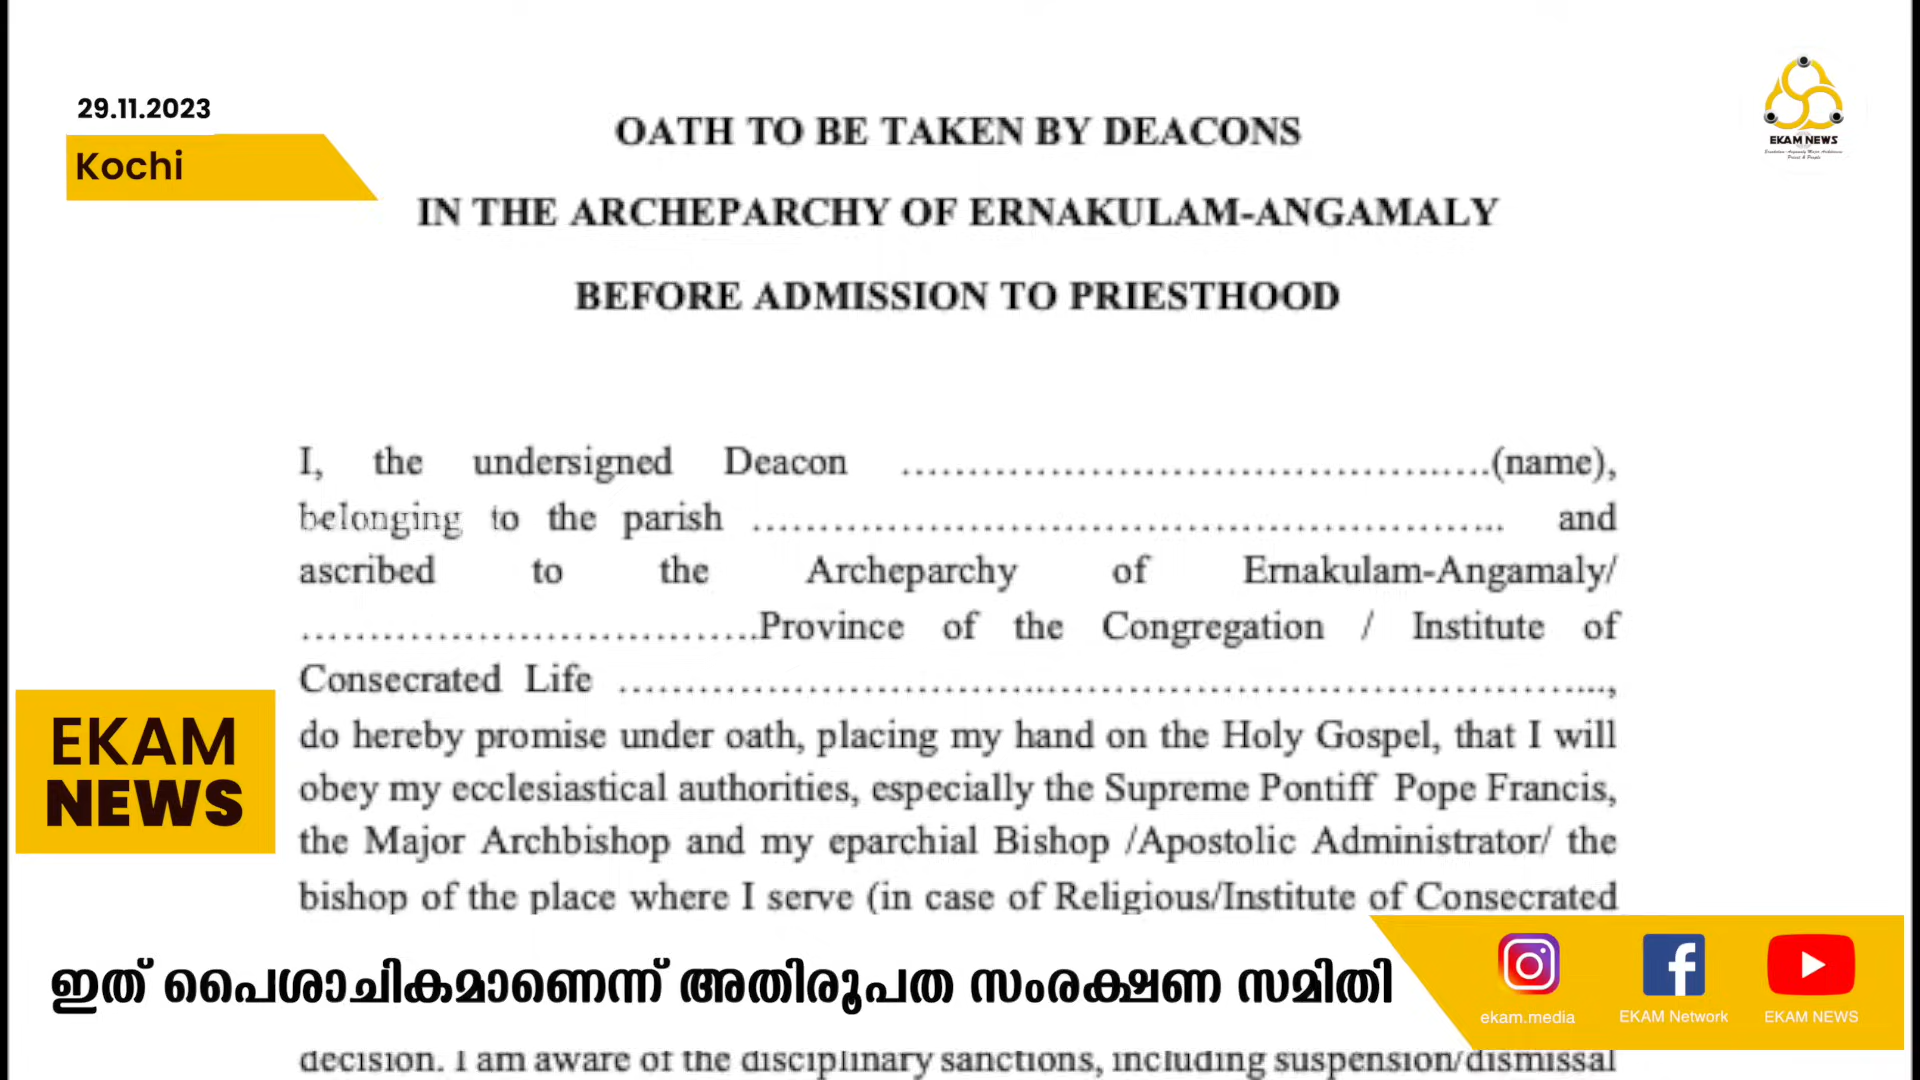 29.11.2023
Kochi
EKAM NEWS
OATH TO BE TAKEN BY DEACONS
IN THE ARCHEPARCHY OF ERNAKULAM-ANGAMALY
BEFORE ADMISSION TO PRIESTHOOD
I, the undersigned Deacon ……………………………………….(name),
belonging to the parish ……………………………………………….. and
ascribed to the Archeparchy of Ernakulam-Angamaly/
…………………………….Province of the Congregation / Institute of
Consecrated Life ………………………………………………………………...,
do hereby promise under oath, placing my hand on the Holy Gospel, that I will
obey my ecclesiastical authorities, especially the Supreme Pontiff Pope Francis,
the Major Archbishop and my eparchial Bishop /Apostolic Administrator/ the
bishop of the place where I serve (in case of Religious/Institute of Consecrated
EKAM
NEWS
ഇത് പൈശാചികമാണെന്ന് അതിരൂപത സംരക്ഷണ സമിതി
ekam.media
EKAM Network
EKAM NEWS
decision. I am aware of the disciplinary sanctions, including suspension/dismissal